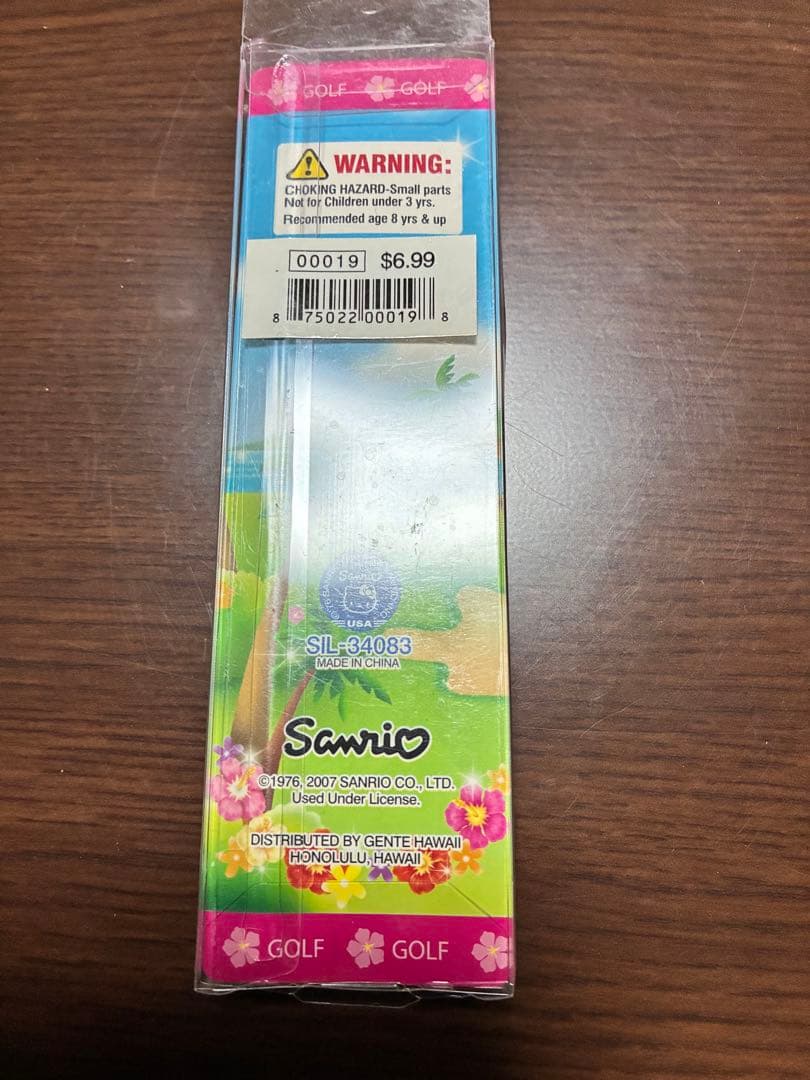 GOLF GOLF
WARNING:
CHOKING HAZARD-Small parts
Not for Children under 3 yrs.
Recommended age 8 yrs & up
00019 $6.99
8 75022 00019 8
Sanrio
USA
SIL-34083
MADE IN CHINA
Sanrio
©1976, 2007 SANRIO CO., LTD.
Used Under License.
DISTRIBUTED BY GENTE HAWAII
HONOLULU, HAWAII
GOLF GOLF